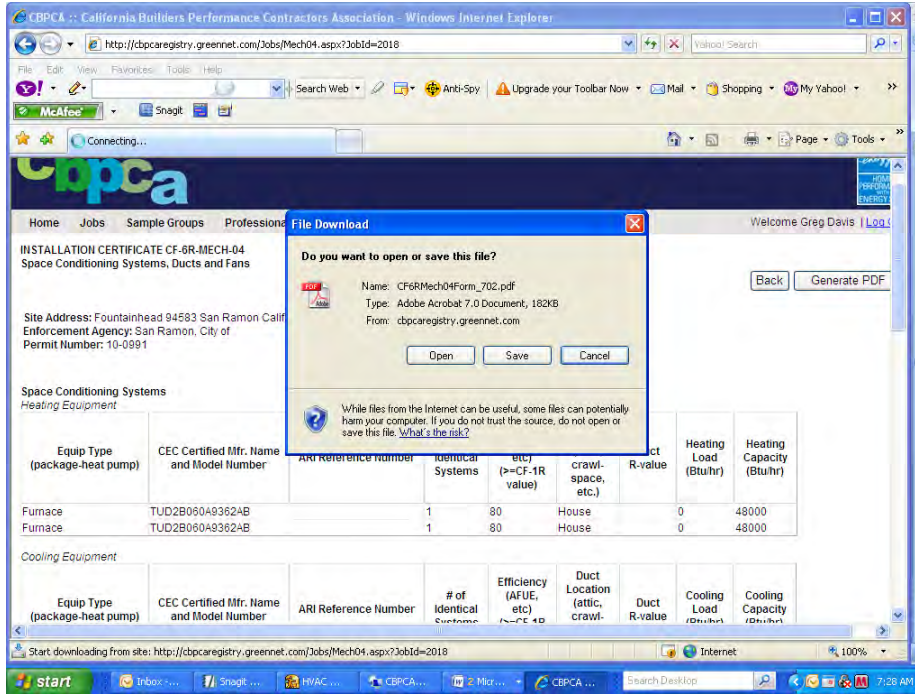 CBPCA :: California Builders Performance Contractors Association - Windows Internet Explorer
http://cbpcaregistry.greennet.com/Jobs/Mech04.aspx?JobId=2018
Yahoo! Search
File Edit View Favorites Tools Help
Y! Search Web Anti-Spy Upgrade your Toolbar Now Mail Shopping My Yahoo! »
McAfee Snagit
Connecting... Page Tools »
cbpca
Home Jobs Sample Groups Professiona Welcome Greg Davis | Log
INSTALLATION CERTIFICATE CF-6R-MECH-04
Space Conditioning Systems, Ducts and Fans
Back Generate PDF
Site Address: Fountainhead 94583 San Ramon Calif
Enforcement Agency: San Ramon, City of
Permit Number: 10-0991
File Download
Do you want to open or save this file?
Name: CF6RMech04Form_702.pdf
Type: Adobe Acrobat 7.0 Document, 182KB
From: cbpcaregistry.greennet.com
Open Save Cancel
While files from the Internet can be useful, some files can potentially
harm your computer. If you do not trust the source, do not open or
save this file. What's the risk?
Space Conditioning Systems
Heating Equipment
Equip Type
(package-heat pump)
CEC Certified Mfr. Name
and Model Number
ARI Reference Number
Identical
Systems
etc)
(>=CF-1R
value)
crawl-
space,
etc.)
ct
R-value
Heating
Load
(Btu/hr)
Heating
Capacity
(Btu/hr)
Furnace TUD2B060A9362AB 1 80 House 0 48000
Furnace TUD2B060A9362AB 1 80 House 0 48000
Cooling Equipment
Equip Type
(package-heat pump)
CEC Certified Mfr. Name
and Model Number
ARI Reference Number
# of
Identical
Systems
Efficiency
(AFUE,
etc)
(>=CF-1R
Duct
Location
(attic,
crawl-
Duct
R-value
Cooling
Load
(Btu/hr)
Cooling
Capacity
(Btu/hr)
Start downloading from site: http://cbpcaregistry.greennet.com/Jobs/Mech04.aspx?JobId=2018 Internet 100%
start Inbox -... Snagit ... HVAC ... CBPCA... 2 Micr... CBPCA ... Search Desktop 7:28 AM